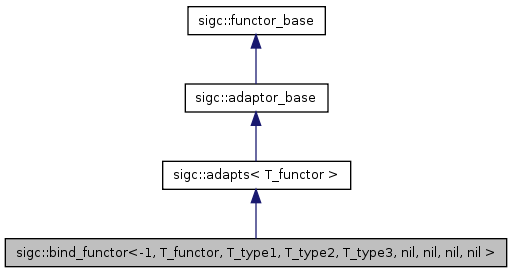 sigc::functor_base
sigc::adaptor_base
sigc::adapts< T_functor >
sigc::bind_functor<-1, T_functor, T_type1, T_type2, T_type3, nil, nil, nil, nil >